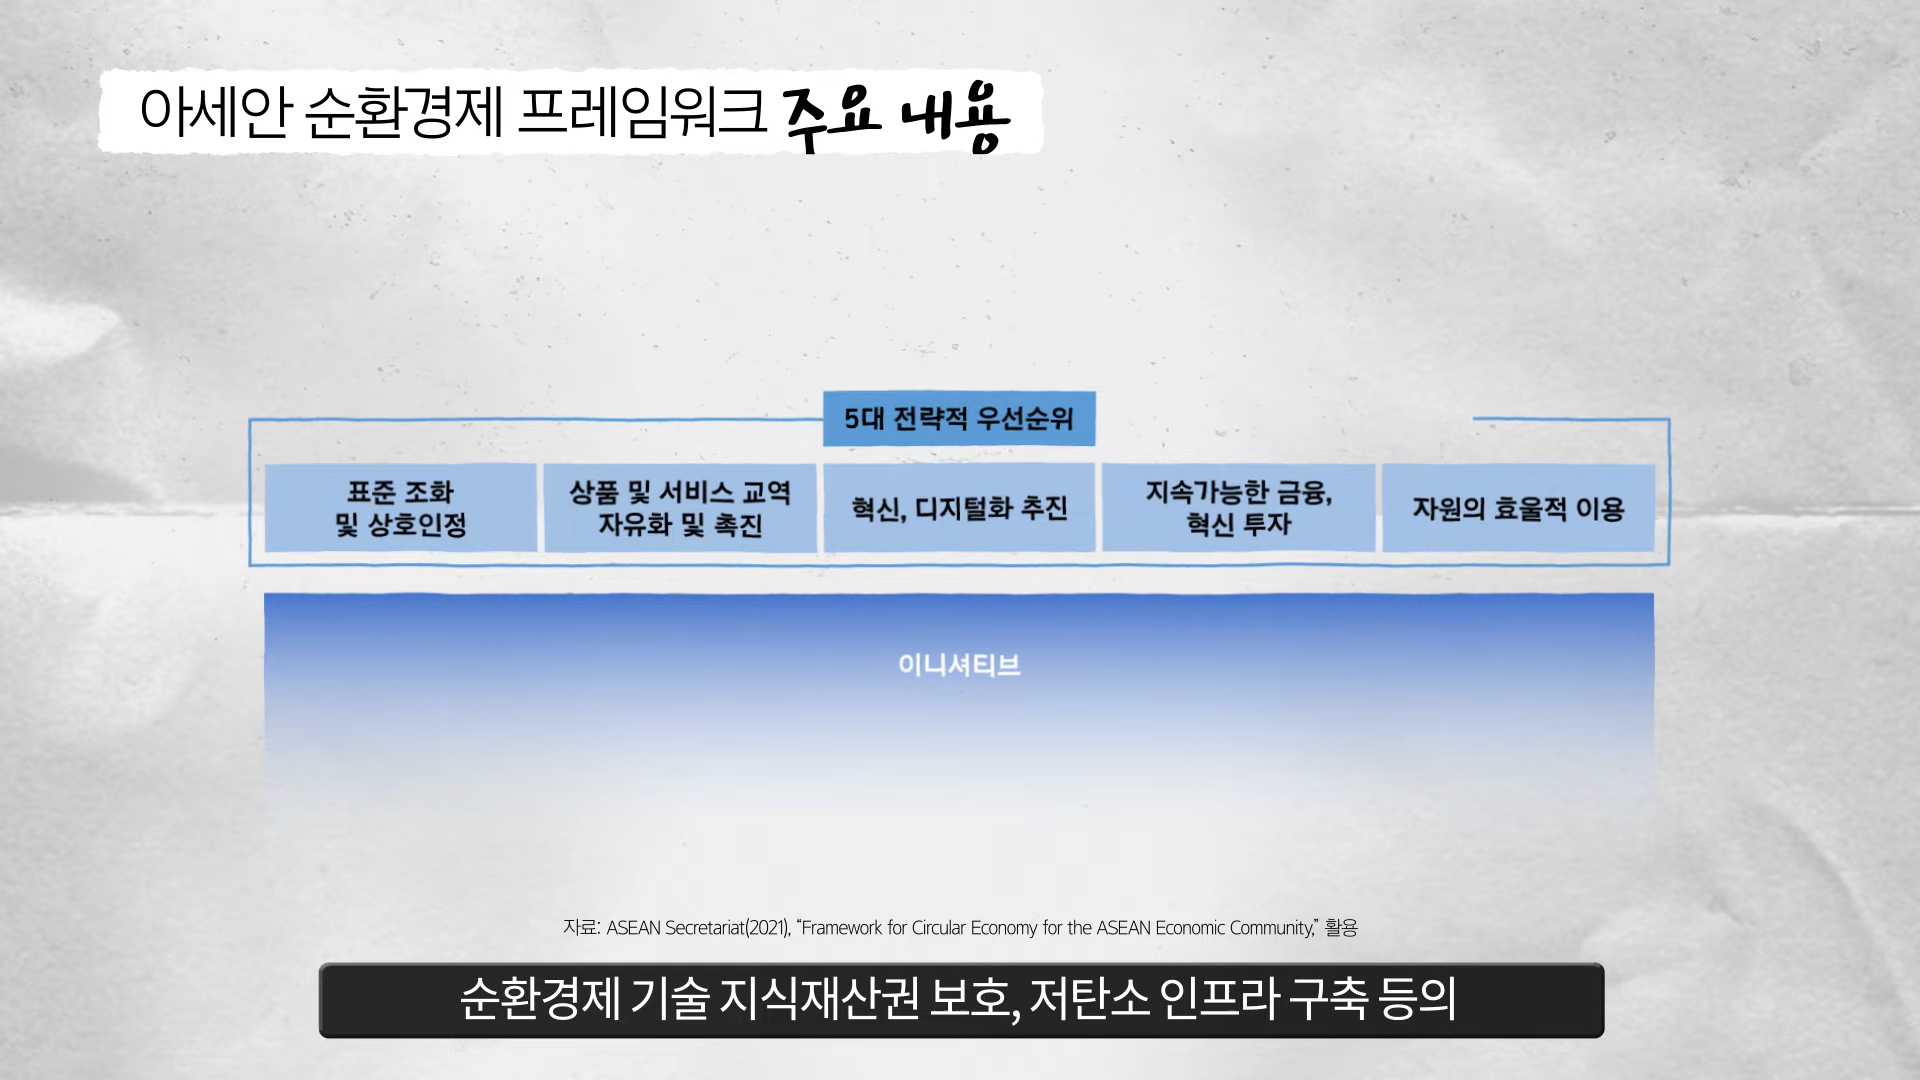 아세안 순환경제 프레임워크 주요 내용
5대 전략적 우선순위
표준 조화
및 상호인정
상품 및 서비스 교역
자유화 및 촉진
혁신, 디지털화 추진
지속가능한 금융,
혁신 투자
자원의 효율적 이용
이니셔티브
자료: ASEAN Secretariat(2021), “Framework for Circular Economy for the ASEAN Economic Community,” 활용
순환경제 기술 지식재산권 보호, 저탄소 인프라 구축 등의